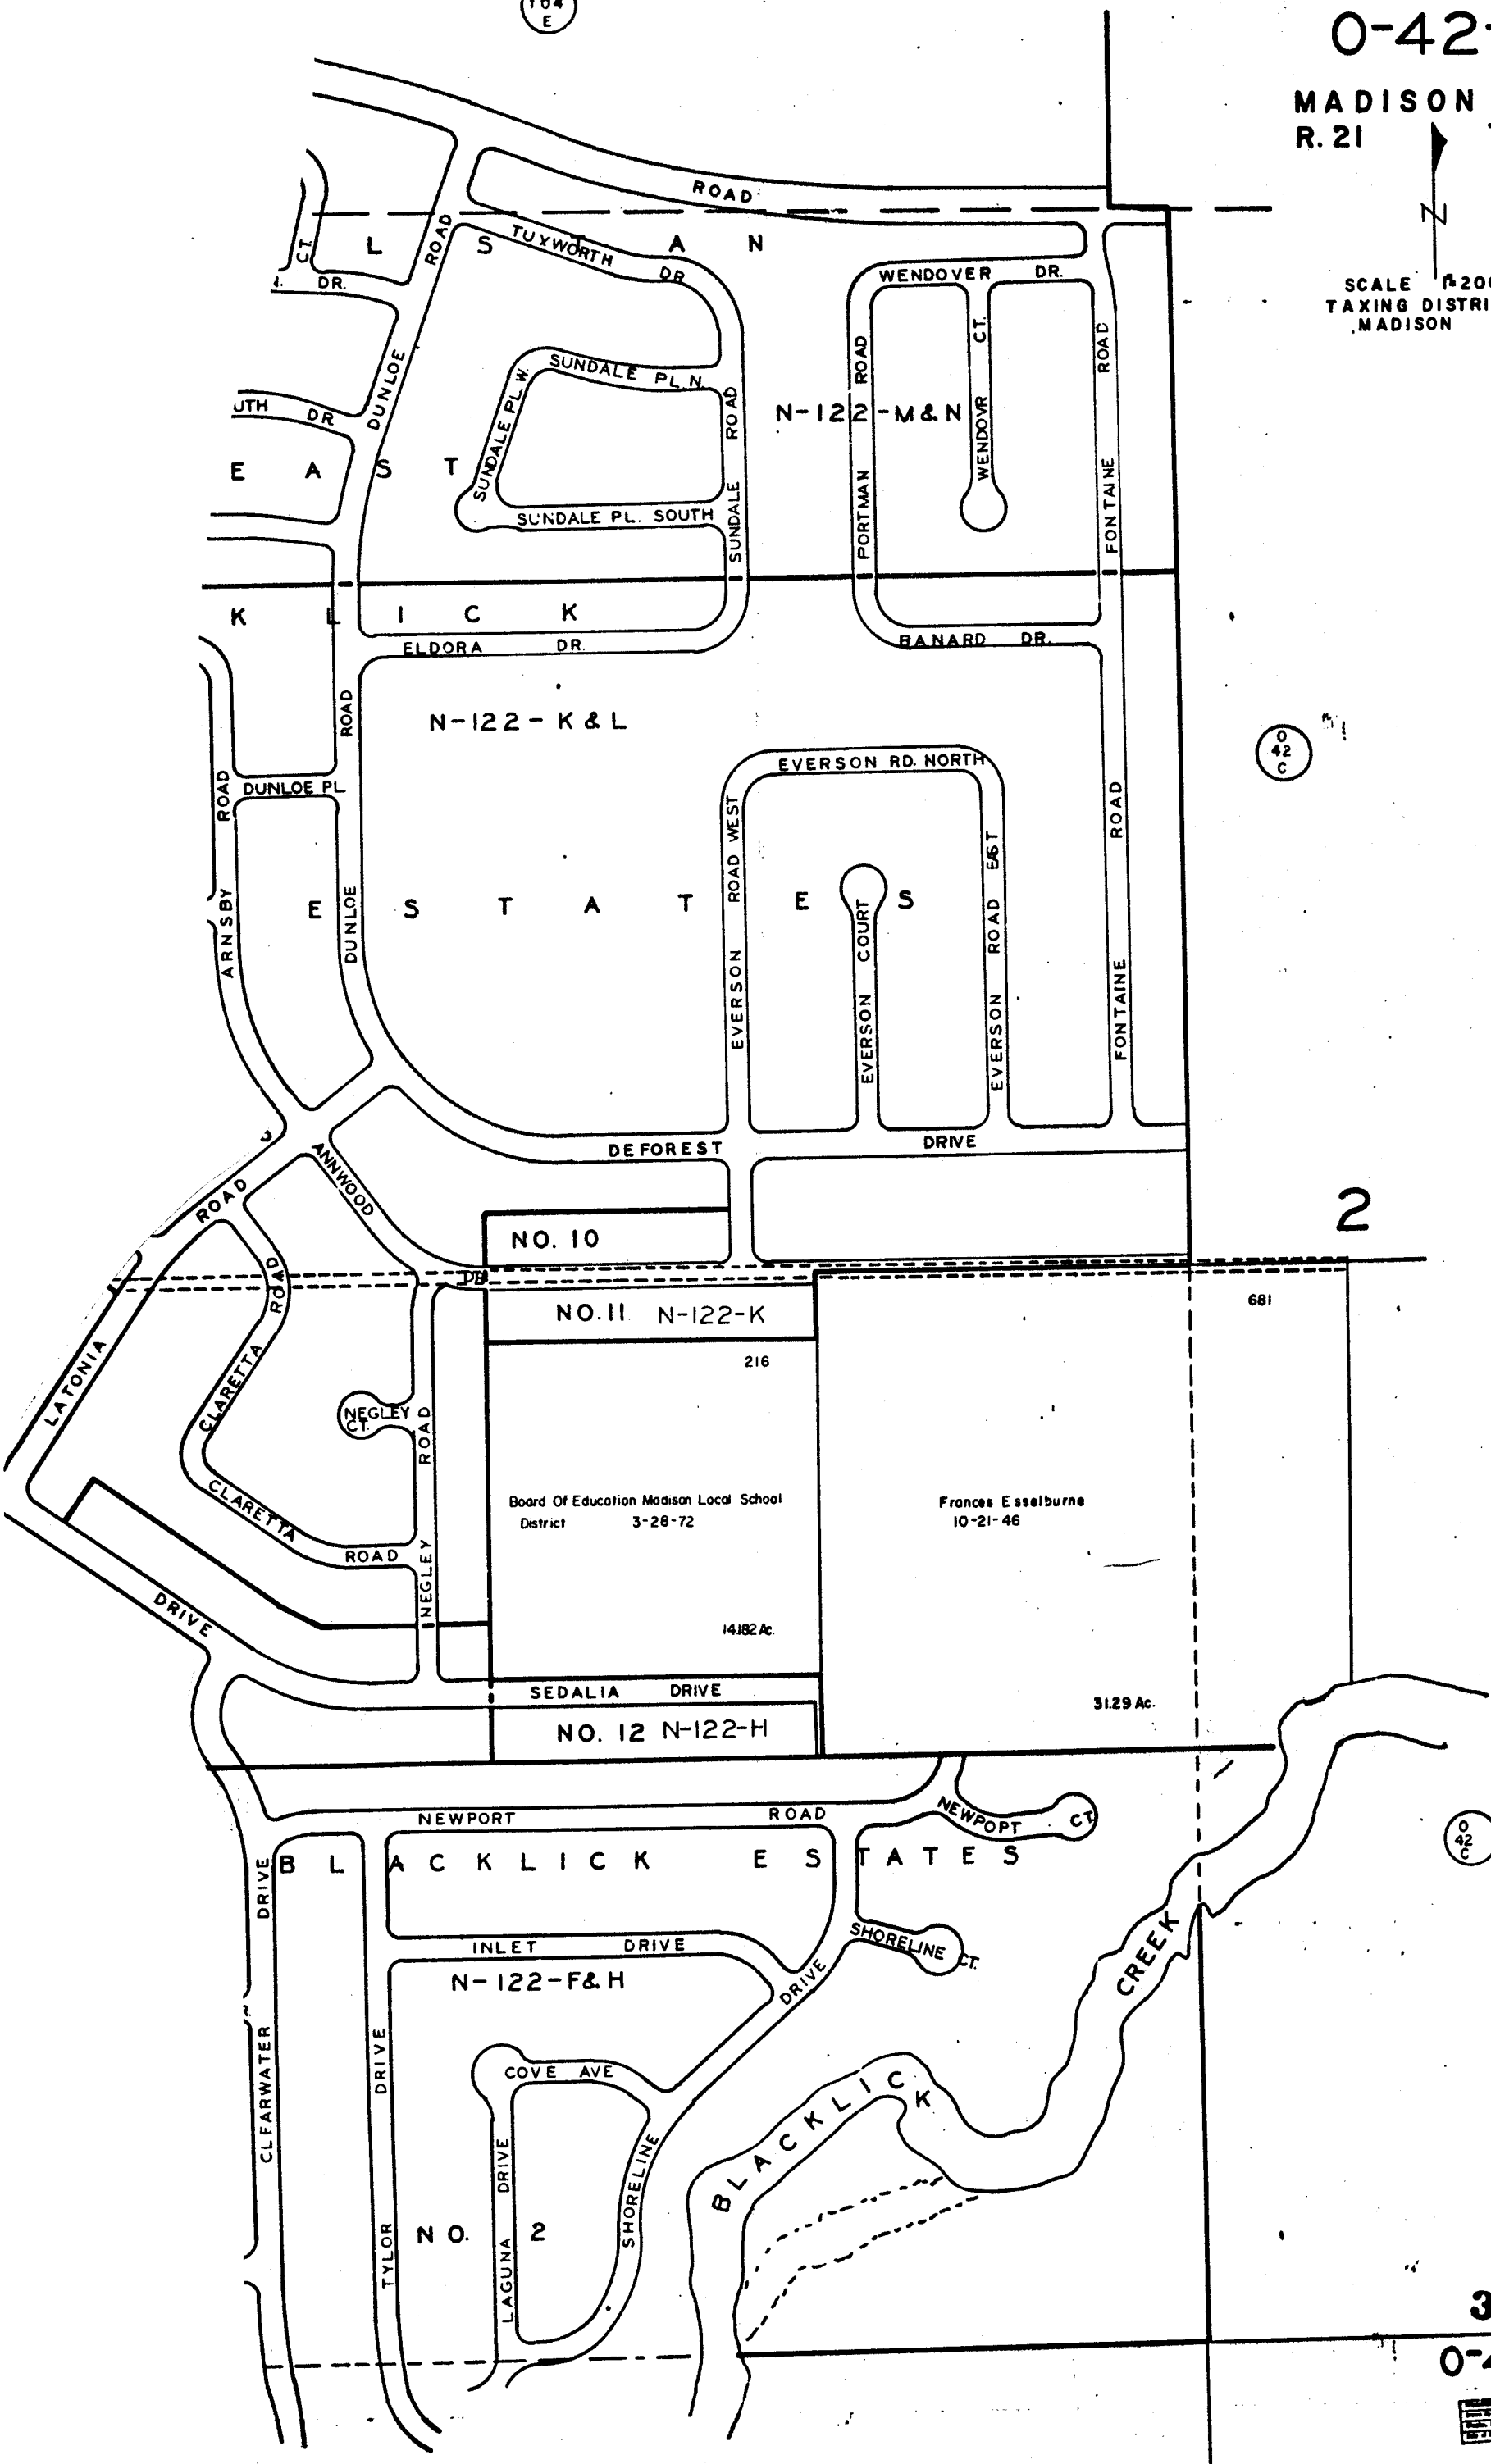 104
E
O-42-
MADISON
R. 21
N
SCALE 1"=200
TAXING DISTRI
MADISON
ROAD
L S T A N
CT.
DR.
ROAD
TUXWORTH DR
WENDOVER DR.
DUNLOE
SUNDALE PL. N.
SUNDALE PL. W.
SUNDALE PL. SOUTH
SUNDALE ROAD
PORTMAN ROAD
WENDOVR CT.
FONTAINE ROAD
N-122-M&N
UTH DR
E A S T
K L I C K
ELDORA DR.
BANARD DR.
N-122-K & L
ROAD
DUNLOE PL
ARNSBY ROAD
DUNLOE
EVERSON RD. NORTH
EVERSON ROAD WEST
EVERSON COURT
EVERSON ROAD EAST
FONTAINE ROAD
O
42
C
E S T A T E S
DEFOREST DRIVE
ANNWOOD
2
LATONIA ROAD
CLARETTA ROAD
NO. 10
DR
NO. 11 N-122-K
681
216
NEGLEY
CT.
NEGLEY ROAD
CLARETTA ROAD
Board Of Education Madison Local School
District 3-28-72
14.182 Ac.
Frances Esselburne
10-21-46
31.29 Ac.
DRIVE
SEDALIA DRIVE
NO. 12 N-122-H
NEWPORT ROAD
NEWPOPT CT
BLACKLICK ESTATES
O
42
C
CLEARWATER DRIVE
INLET DRIVE
SHORELINE CT.
N-122-F&H
TYLOR DRIVE
COVE AVE
LAGUNA DRIVE
SHORELINE DRIVE
BLACKLICK CREEK
NO. 2
3
O-4